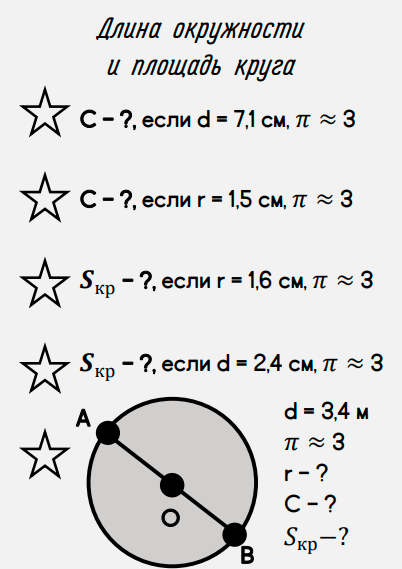 Длина окружности
и площадь круга
C – ?, если d = 7,1 см, π ≈ 3
C – ?, если r = 1,5 см, π ≈ 3
Sкр – ?, если r = 1,6 см, π ≈ 3
Sкр – ?, если d = 2,4 см, π ≈ 3
A
d = 3,4 м
π ≈ 3
r – ?
C – ?
O
Sкр–?
B